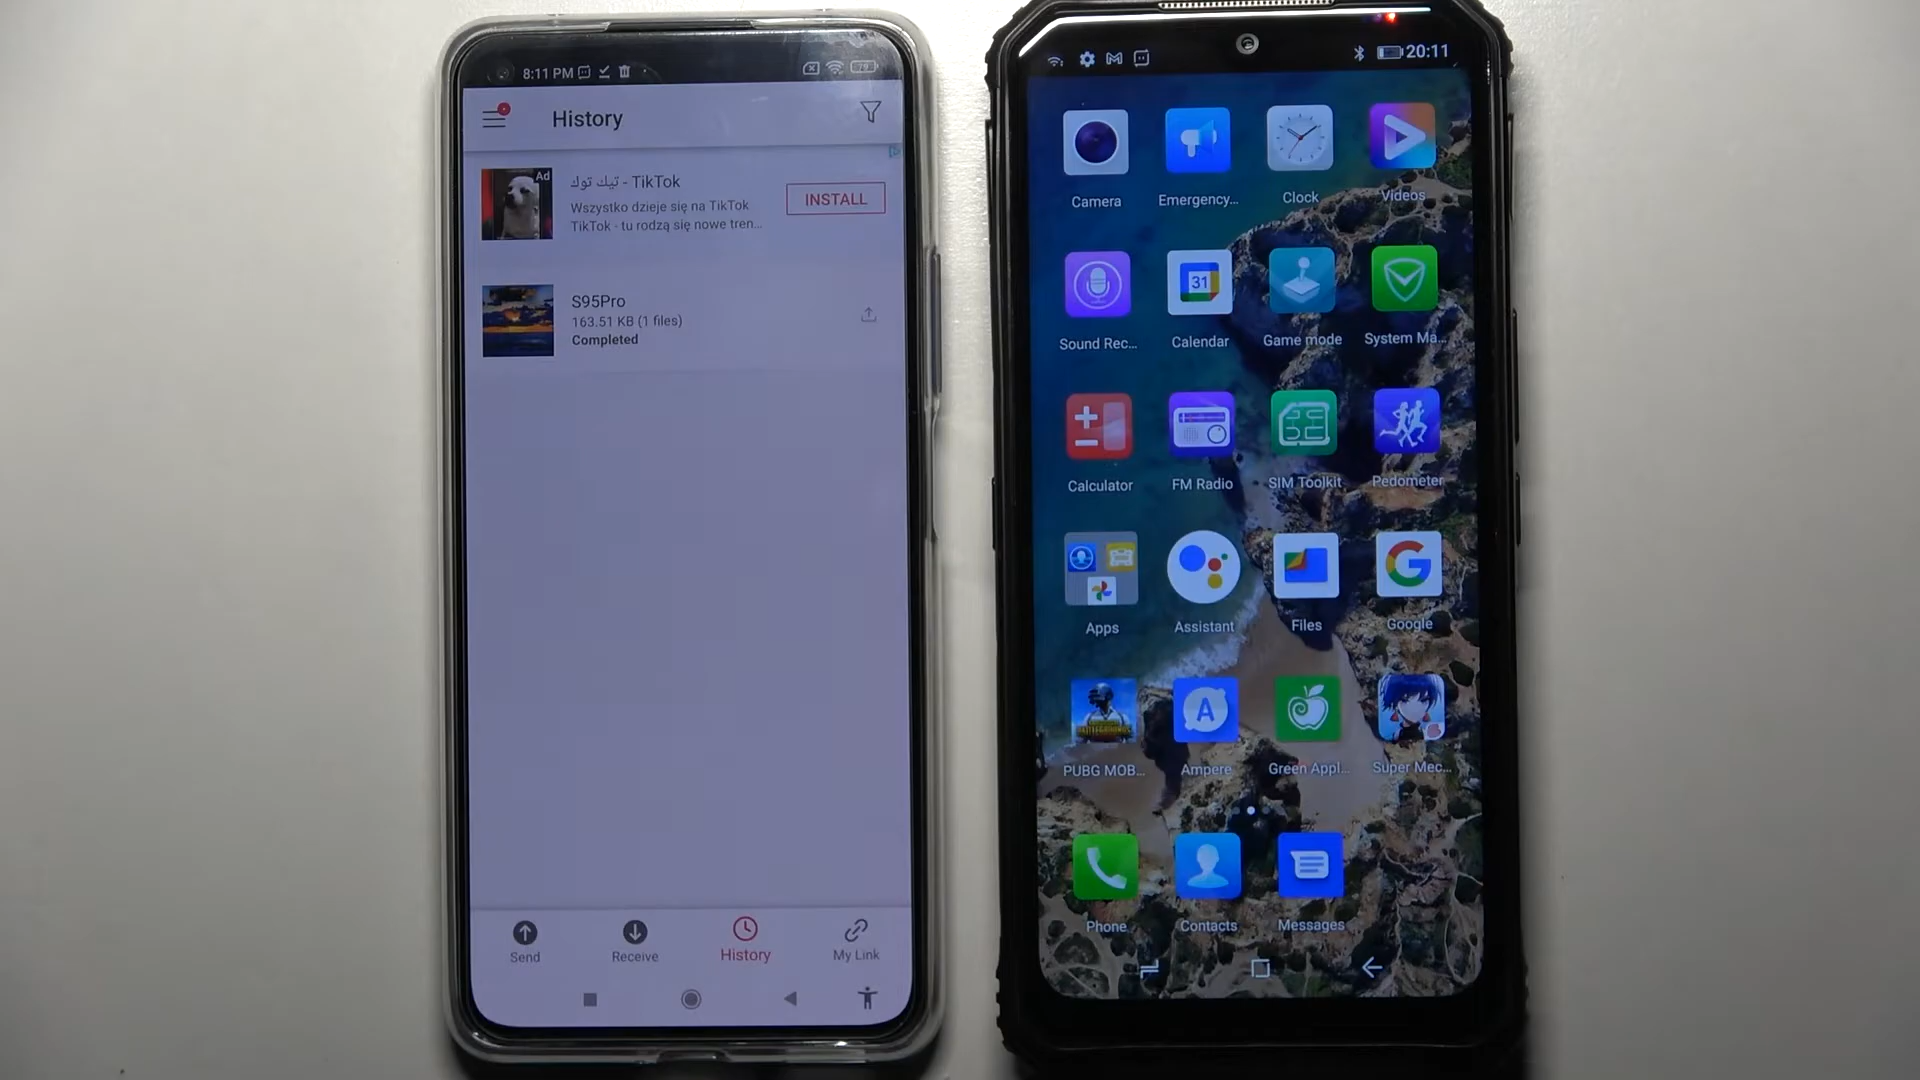 8:11 PM
79
History
Ad
تيك توك - TikTok
Wszystko dzieje się na TikTok
TikTok - tu rodzą się nowe tren...
INSTALL
S95Pro
163.51 KB (1 files)
Completed
Send
Receive
History
My Link
20:11
Camera
Emergency...
Clock
Videos
31
Sound Rec...
Calendar
Game mode
System Ma...
Calculator
FM Radio
SIM Toolkit
Pedometer
Apps
Assistant
Files
G
Google
A
PUBG MOB...
Ampere
Green Appl...
Super Mec...
Phone
Contacts
Messages